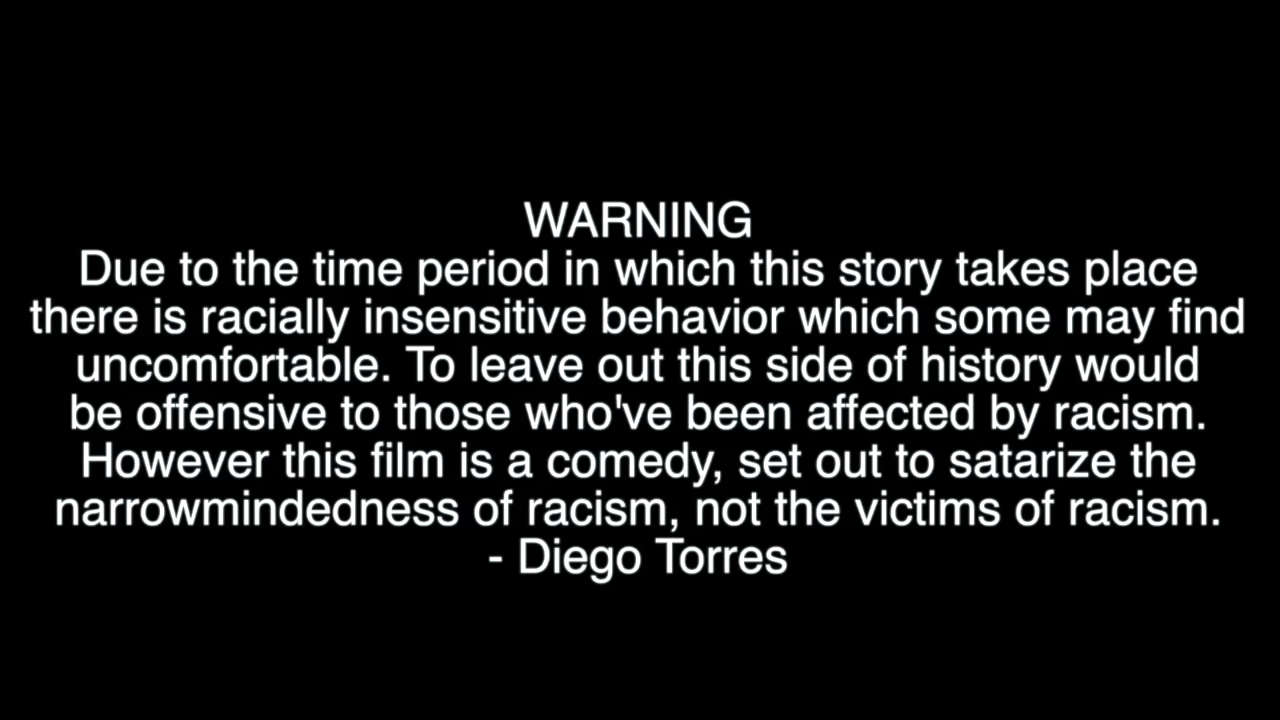 WARNING
Due to the time period in which this story takes place
there is racially insensitive behavior which some may find
uncomfortable. To leave out this side of history would
be offensive to those who've been affected by racism.
However this film is a comedy, set out to satarize the
narrowmindedness of racism, not the victims of racism.
- Diego Torres